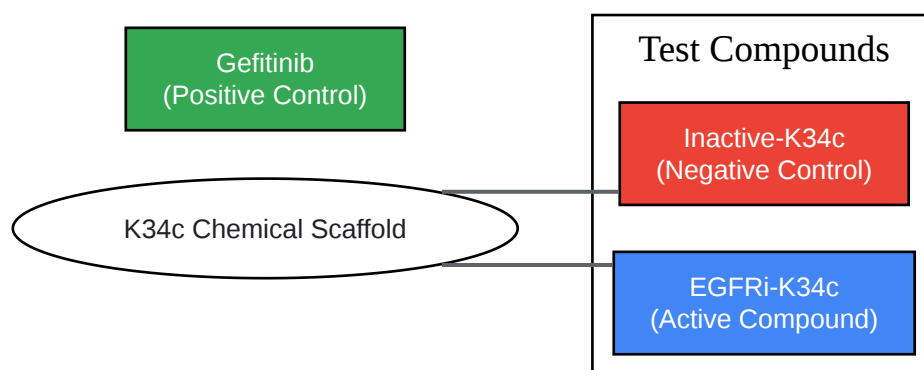 Gefitinib
(Positive Control)
Test Compounds
Inactive-K34c
(Negative Control)
K34c Chemical Scaffold
EGFRi-K34c
(Active Compound)